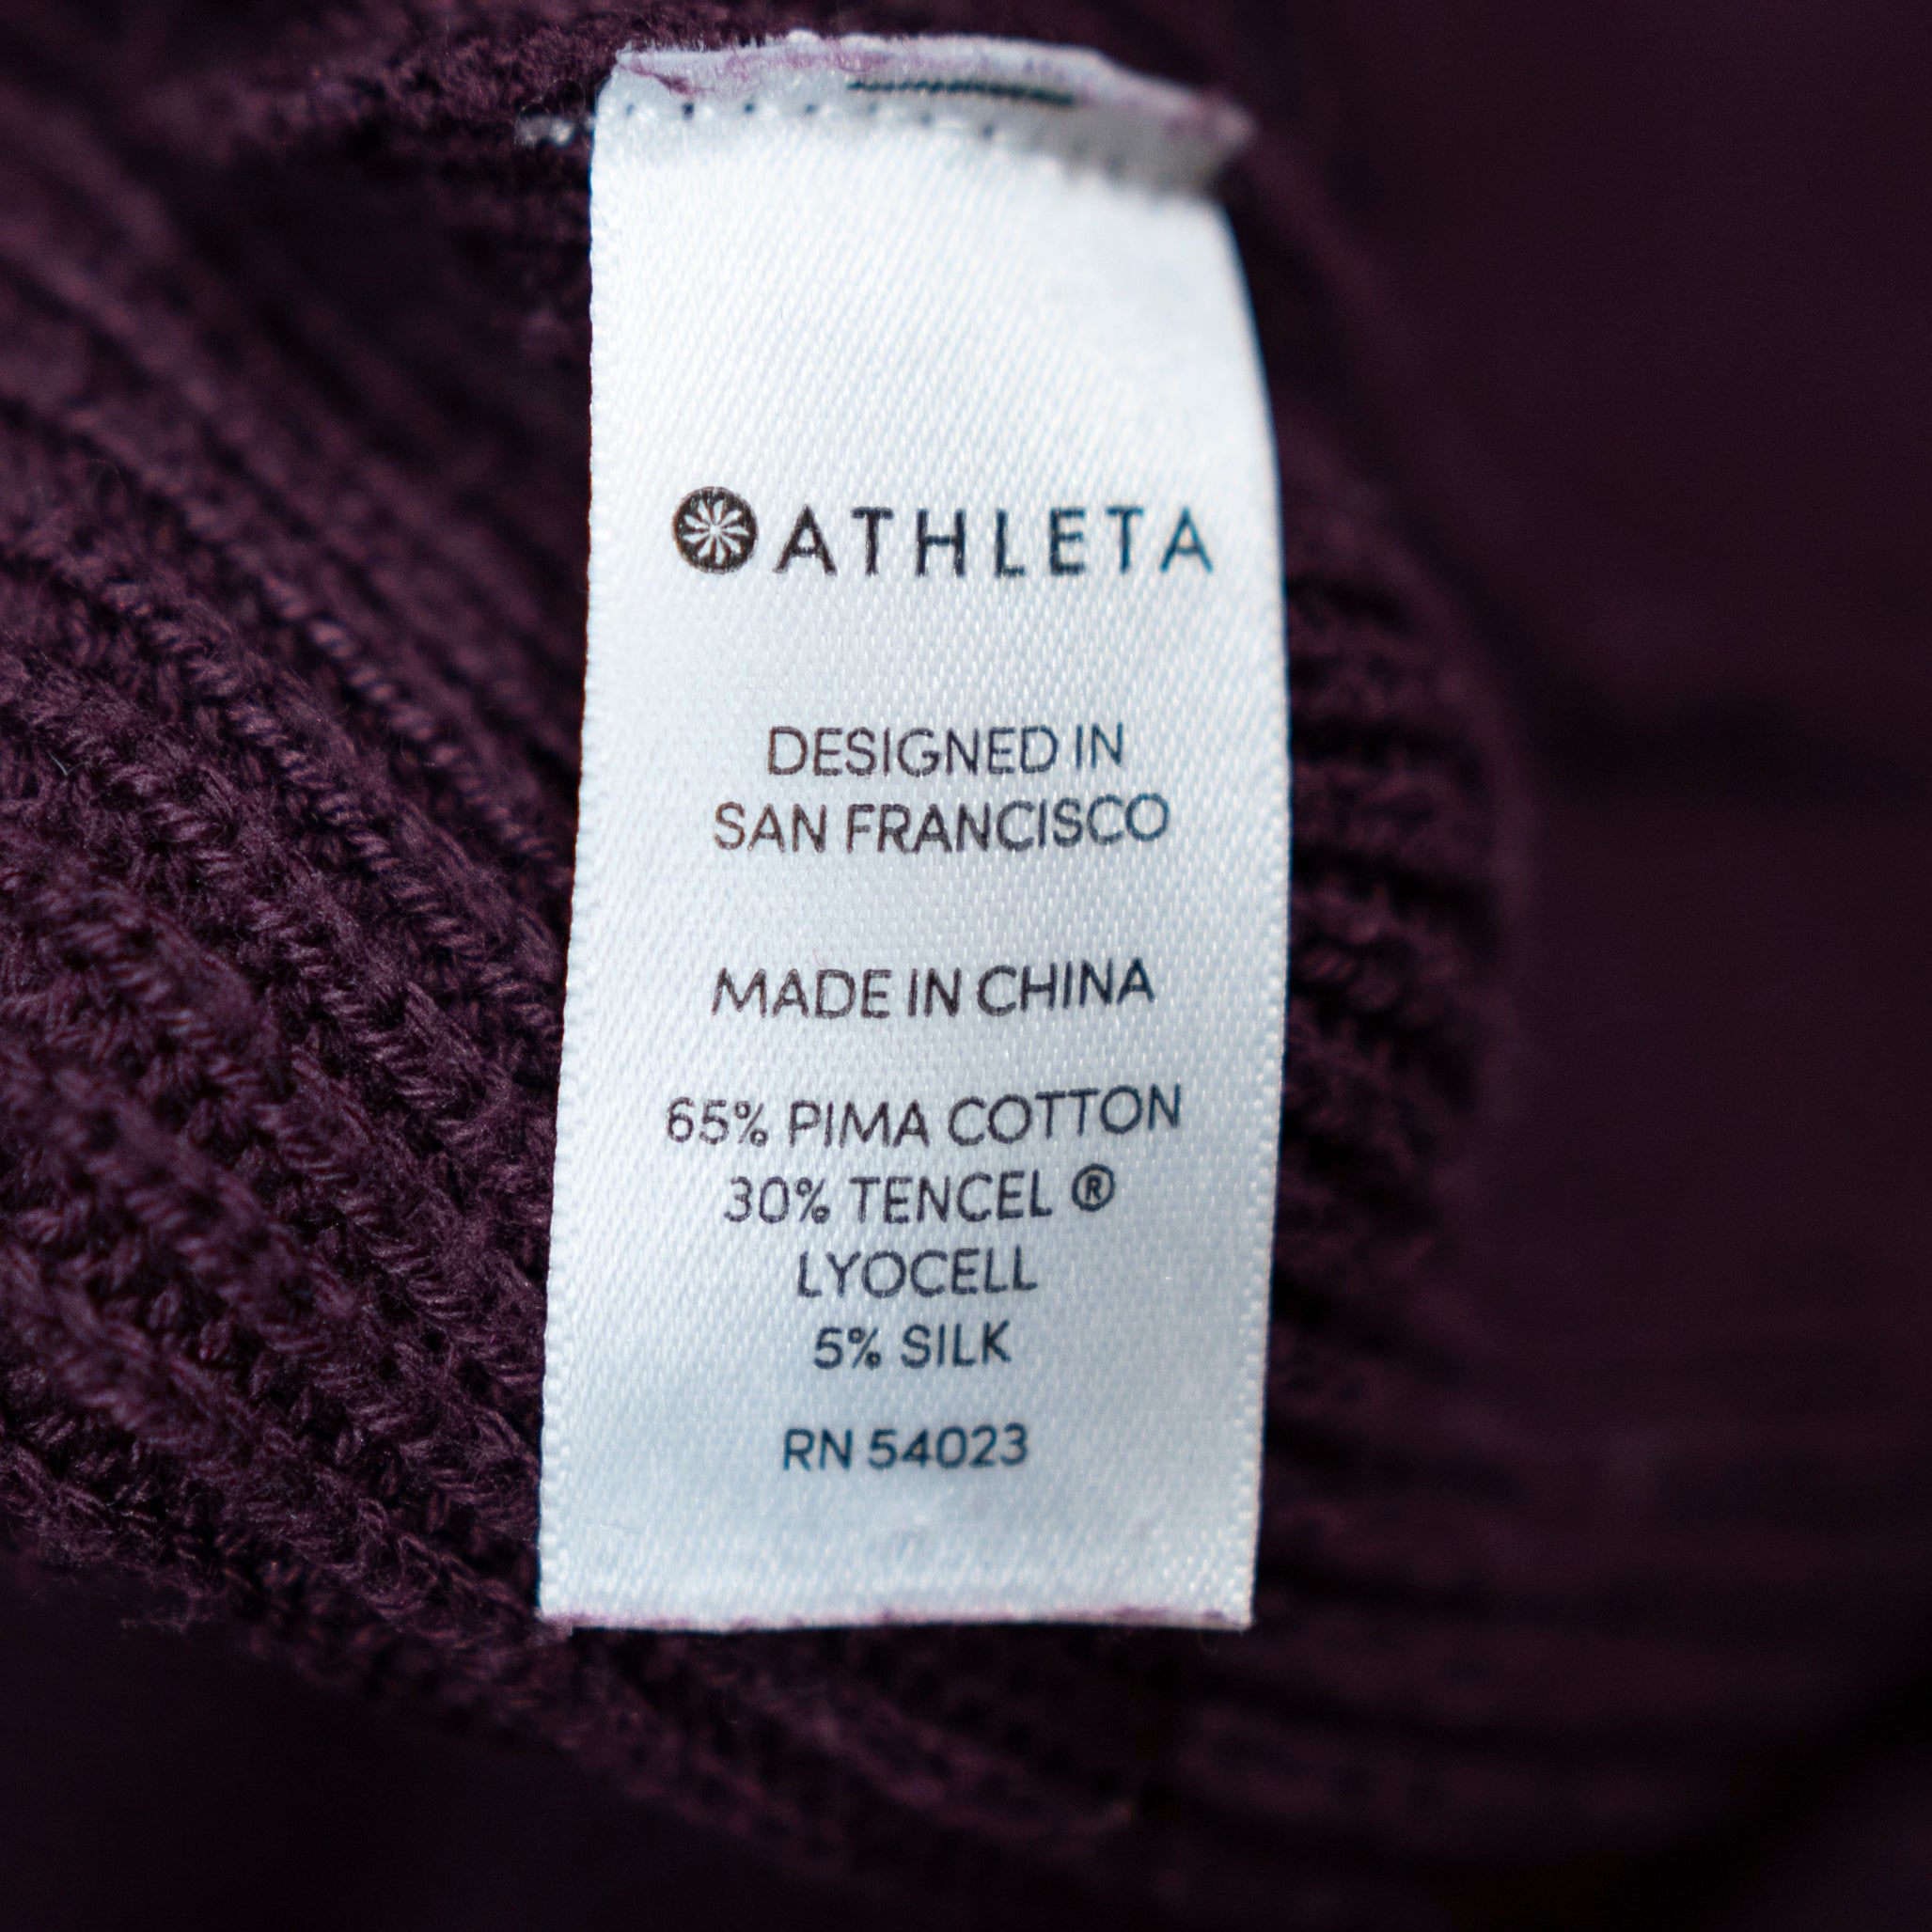 ATHLETA
DESIGNED IN
SAN FRANCISCO
MADE IN CHINA
65% PIMA COTTON
30% TENCEL ®
LYOCELL
5% SILK
RN 54023